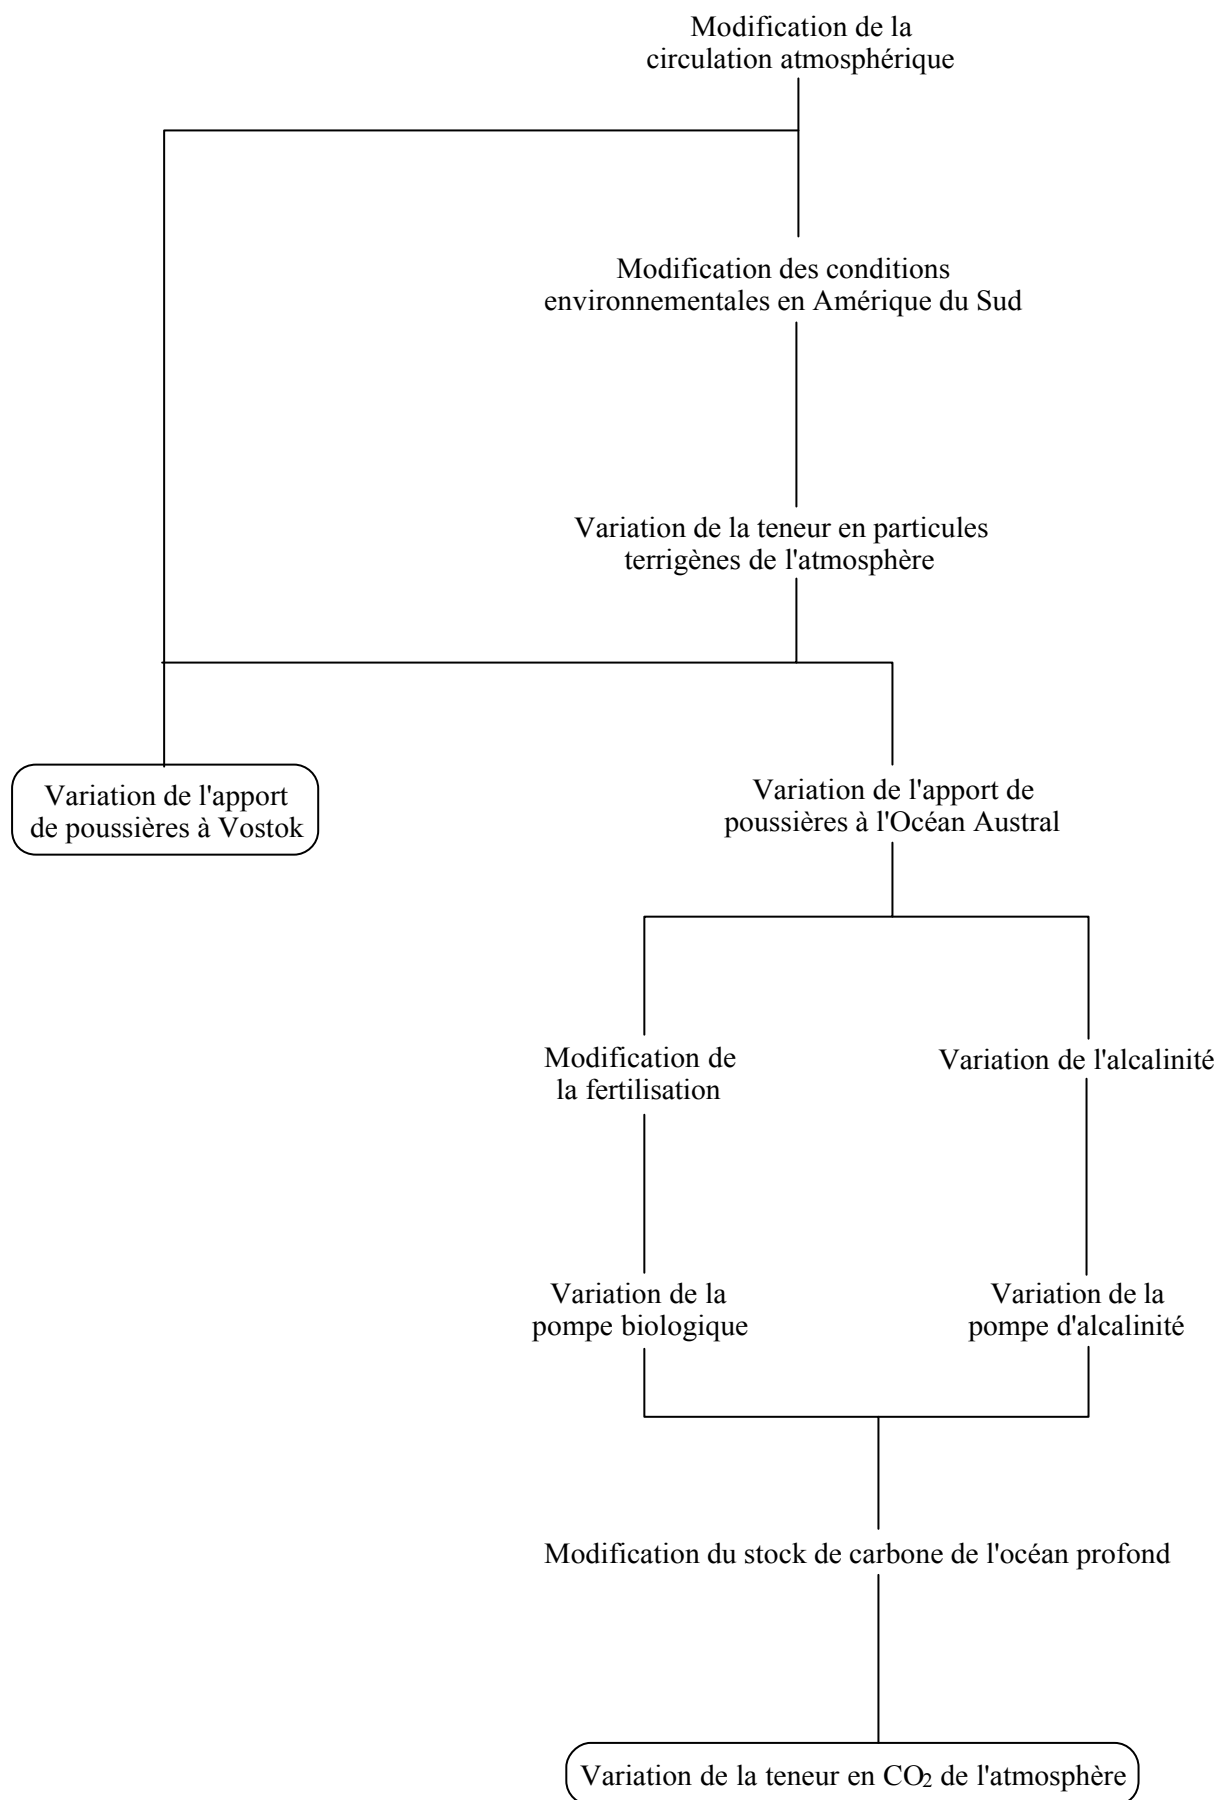 Modification de la
circulation atmosphérique
Modification des conditions
environnementales en Amérique du Sud
Variation de la teneur en particules
terrigènes de l'atmosphère
Variation de l'apport
de poussières à Vostok
Variation de l'apport de
poussières à l'Océan Austral
Modification de
la fertilisation
Variation de l'alcalinité
Variation de la
pompe biologique
Variation de la
pompe d'alcalinité
Modification du stock de carbone de l'océan profond
Variation de la teneur en CO₂ de l'atmosphère